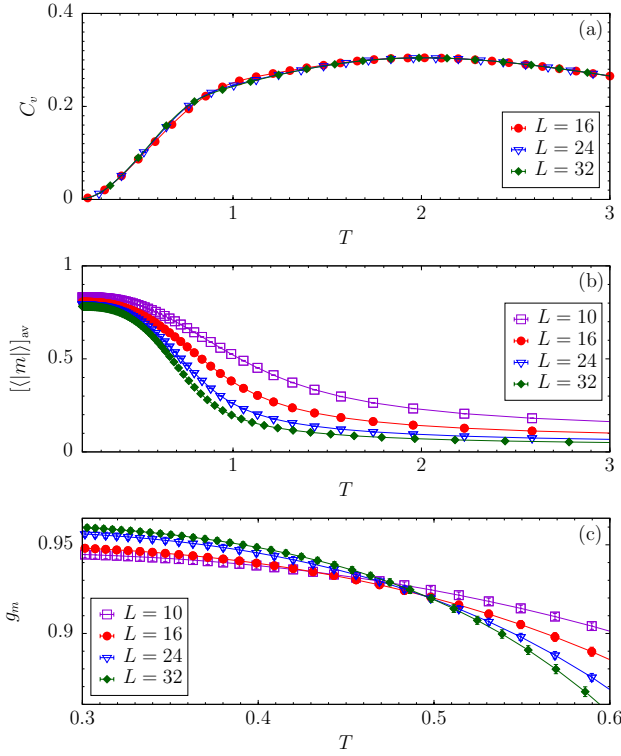 (a)
0.4
0.2
0
C_v
1
2
3
T
L = 16
L = 24
L = 32
(b)
1
0.5
0
[⟨|m|⟩]_av
1
2
3
T
L = 10
L = 16
L = 24
L = 32
(c)
0.95
0.9
g_m
0.3
0.4
0.5
0.6
T
L = 10
L = 16
L = 24
L = 32